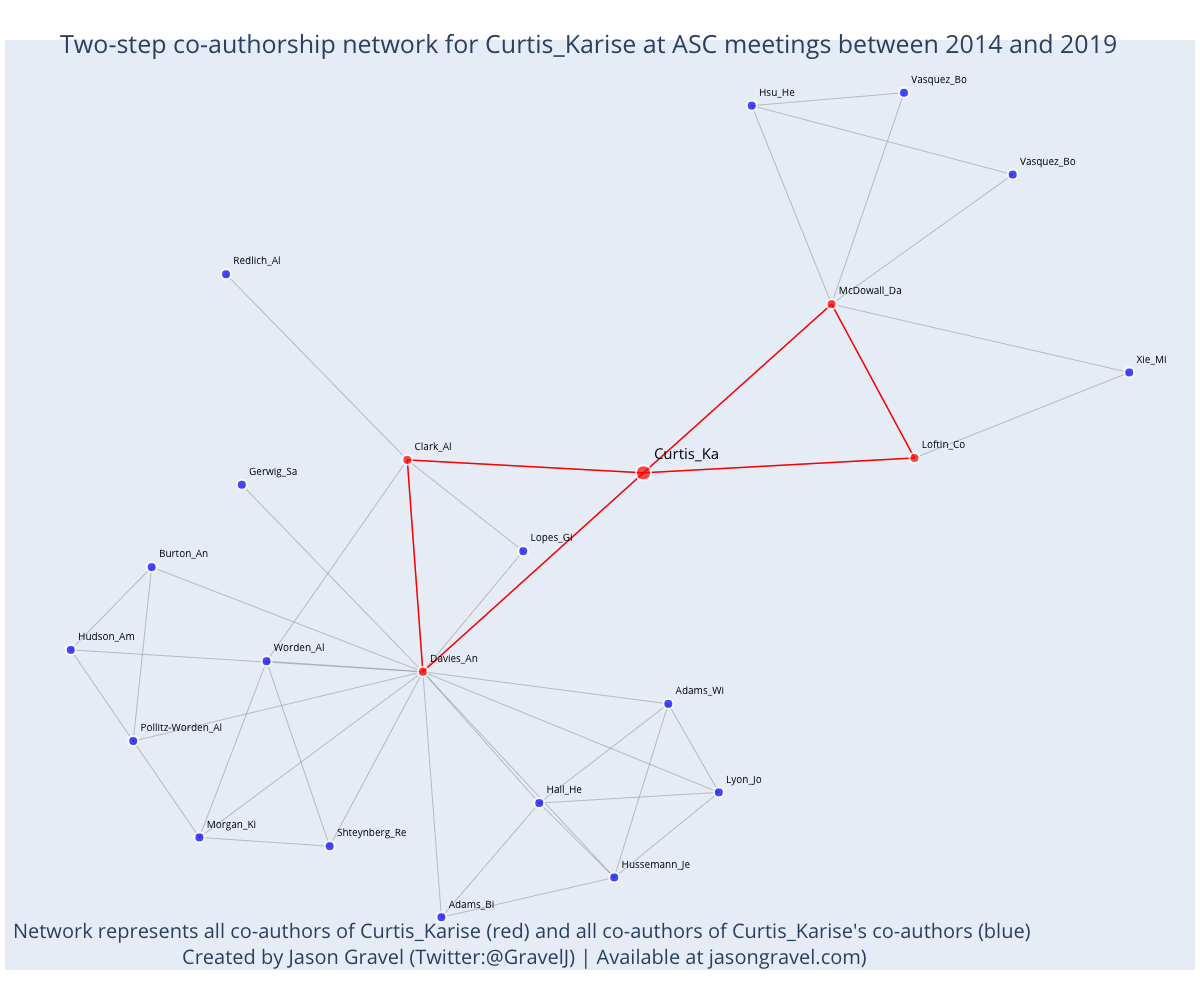 Two-step co-authorship network for Curtis_Karise at ASC meetings between 2014 and 2019
Vasquez_Bo
Hsu_He
Vasquez_Bo
Redlich_Al
McDowall_Da
Xie_Mi
Clark_Al
Loftin_Co
Curtis_Ka
Gerwig_Sa
Lopes_Gi
Burton_An
Hudson_Am
Worden_Al
Davies_An
Adams_Wi
Pollitz-Worden_Al
Lyon_Jo
Hall_He
Morgan_Ki
Shteynberg_Re
Hussemann_Je
Adams_Bi
Network represents all co-authors of Curtis_Karise (red) and all co-authors of Curtis_Karise's co-authors (blue)
Created by Jason Gravel (Twitter:@GravelJ) | Available at jasongravel.com)